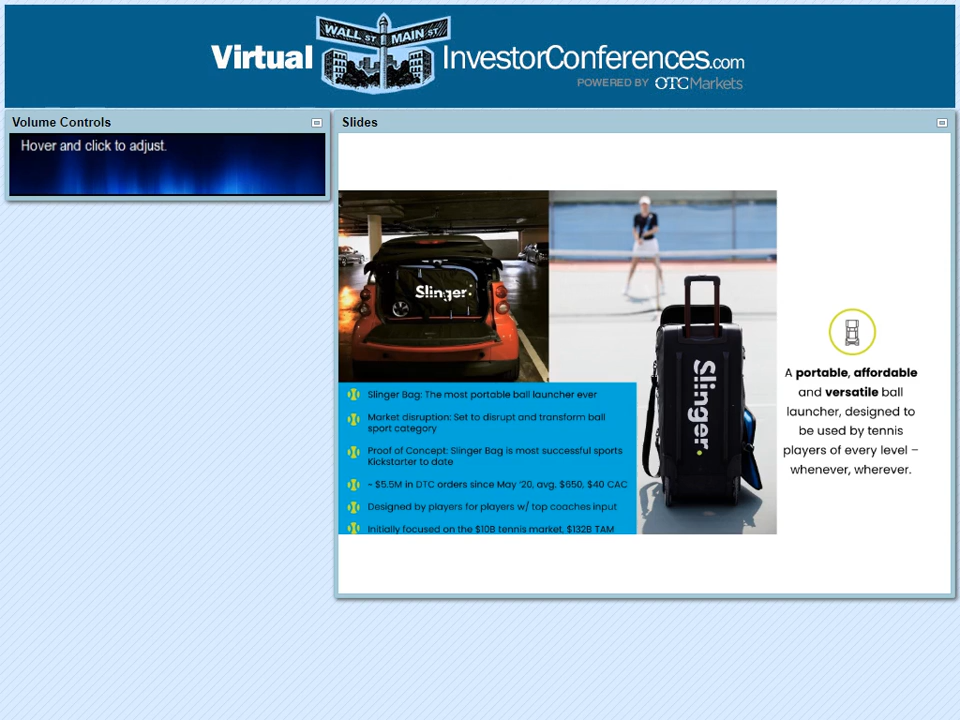 Virtual
WALL ST.
MAIN ST.
InvestorConferences.com
POWERED BY OTCMarkets
Volume Controls
Hover and click to adjust.
Slides
Slinger
Slinger.
Slinger Bag: The most portable ball launcher ever
Market disruption: Set to disrupt and transform ball
sport category
Proof of Concept: Slinger Bag is most successful sports
Kickstarter to date
~ $5.5M in DTC orders since May '20, avg. $650, $40 CAC
Designed by players for players w/ top coaches input
Initially focused on the $10B tennis market, $132B TAM
A portable, affordable
and versatile ball
launcher, designed to
be used by tennis
players of every level –
whenever, wherever.